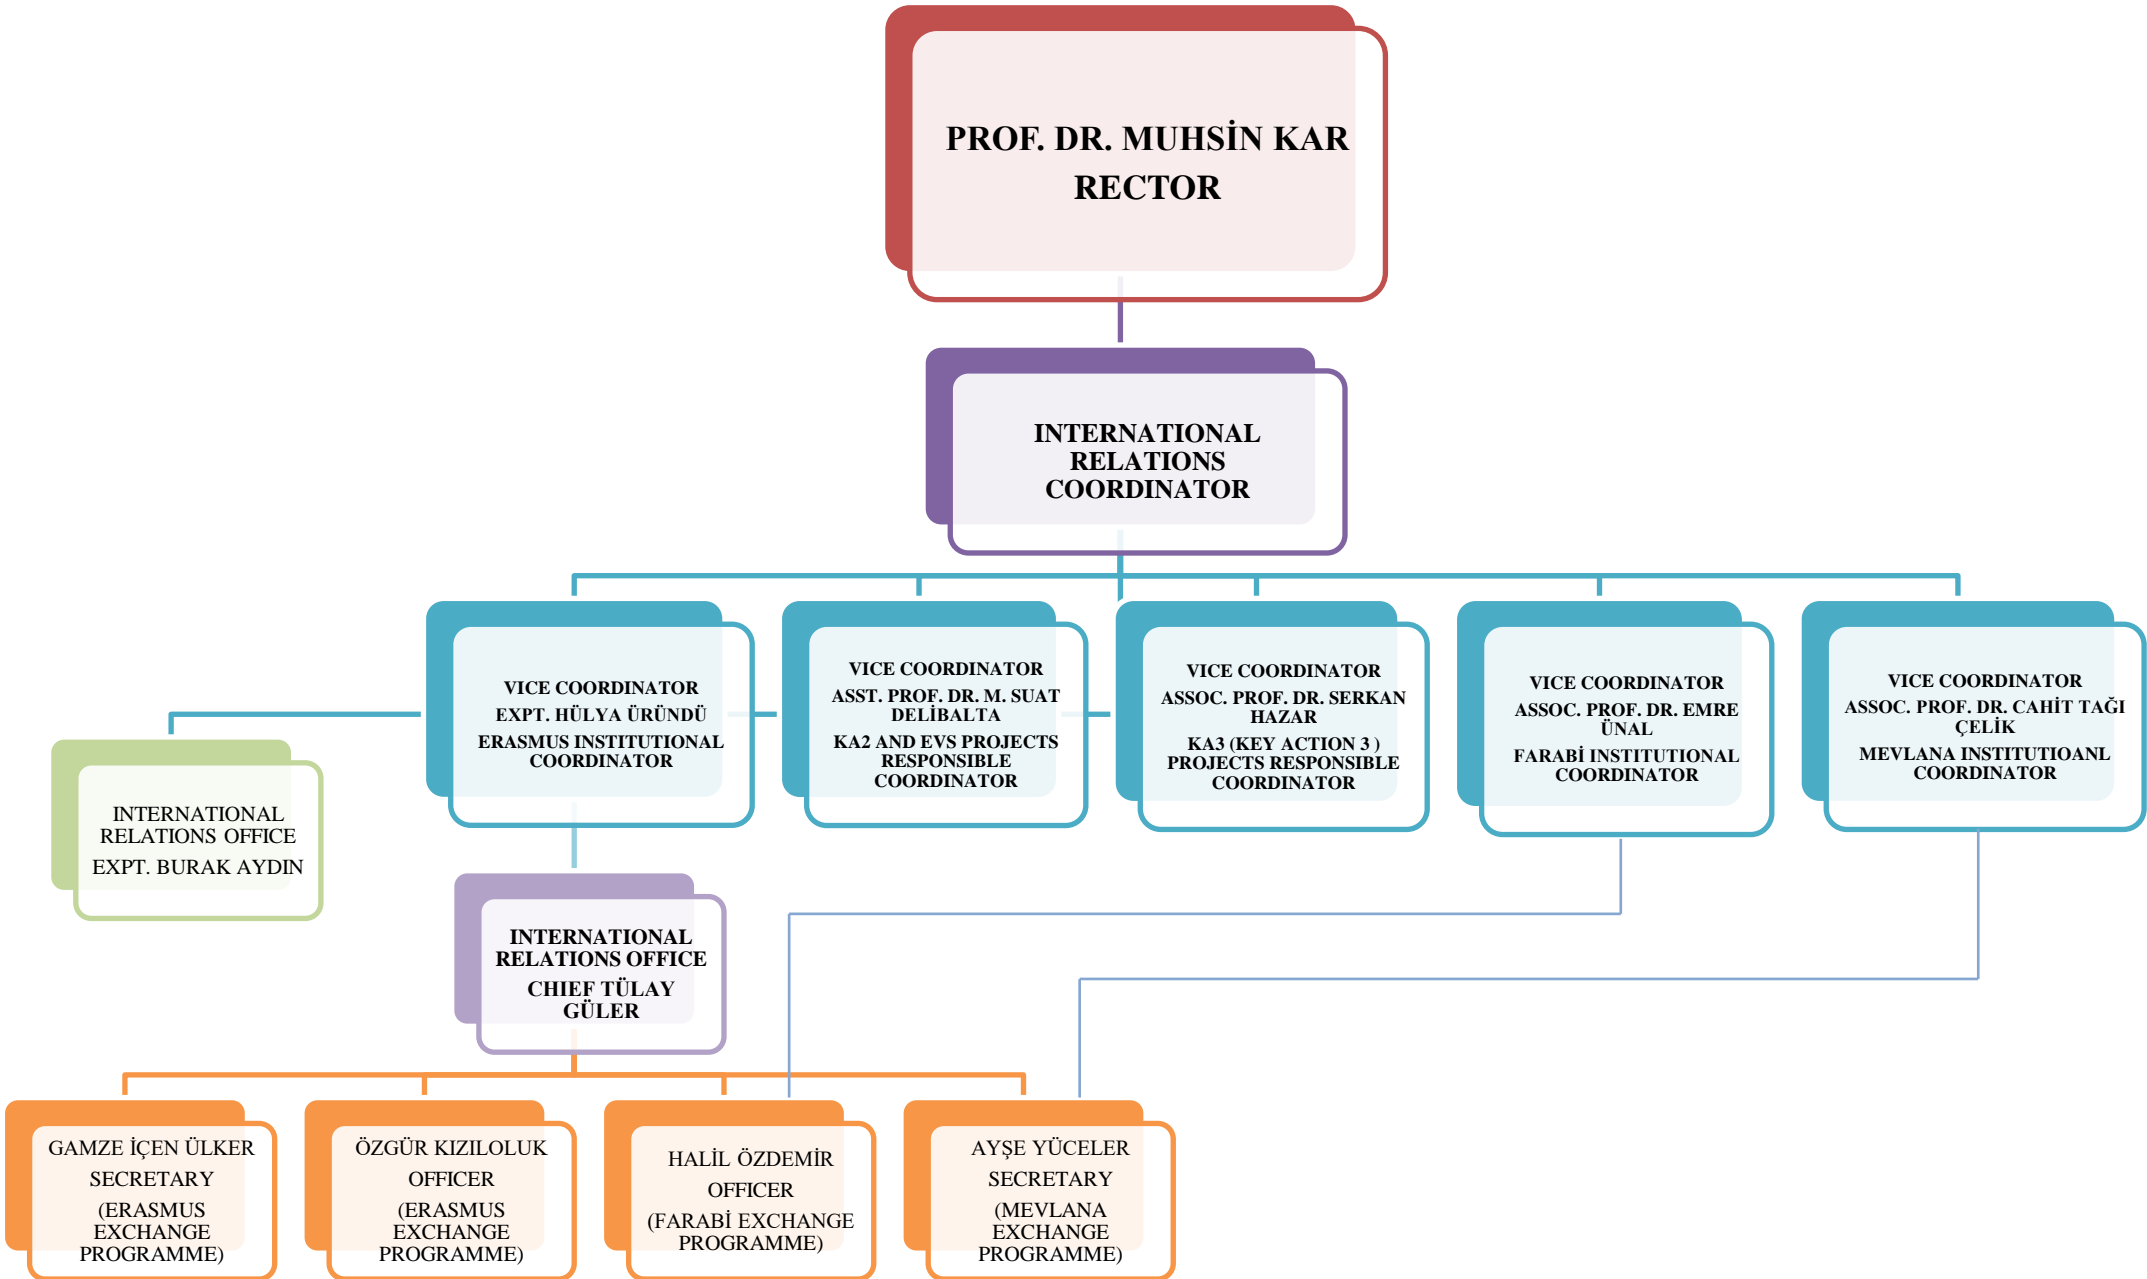 PROF. DR. MUHSİN KAR
RECTOR
INTERNATIONAL
RELATIONS
COORDINATOR
VICE COORDINATOR
EXPT. HÜLYA ÜRÜNDÜ
ERASMUS INSTITUTIONAL
COORDINATOR
VICE COORDINATOR
ASST. PROF. DR. M. SUAT
DELİBALTA
KA2 AND EVS PROJECTS
RESPONSIBLE
COORDINATOR
VICE COORDINATOR
ASSOC. PROF. DR. SERKAN
HAZAR
KA3 (KEY ACTION 3 )
PROJECTS RESPONSIBLE
COORDINATOR
VICE COORDINATOR
ASSOC. PROF. DR. EMRE
ÜNAL
FARABİ INSTITUTIONAL
COORDINATOR
VICE COORDINATOR
ASSOC. PROF. DR. CAHİT TAĞI
ÇELİK
MEVLANA INSTITUTIOANL
COORDINATOR
INTERNATIONAL
RELATIONS OFFICE
EXPT. BURAK AYDIN
INTERNATIONAL
RELATIONS OFFICE
CHIEF TÜLAY
GÜLER
GAMZE İÇEN ÜLKER
SECRETARY
(ERASMUS
EXCHANGE
PROGRAMME)
ÖZGÜR KIZILOLUK
OFFICER
(ERASMUS
EXCHANGE
PROGRAMME)
HALİL ÖZDEMİR
OFFICER
(FARABİ EXCHANGE
PROGRAMME)
AYŞE YÜCELER
SECRETARY
(MEVLANA
EXCHANGE
PROGRAMME)